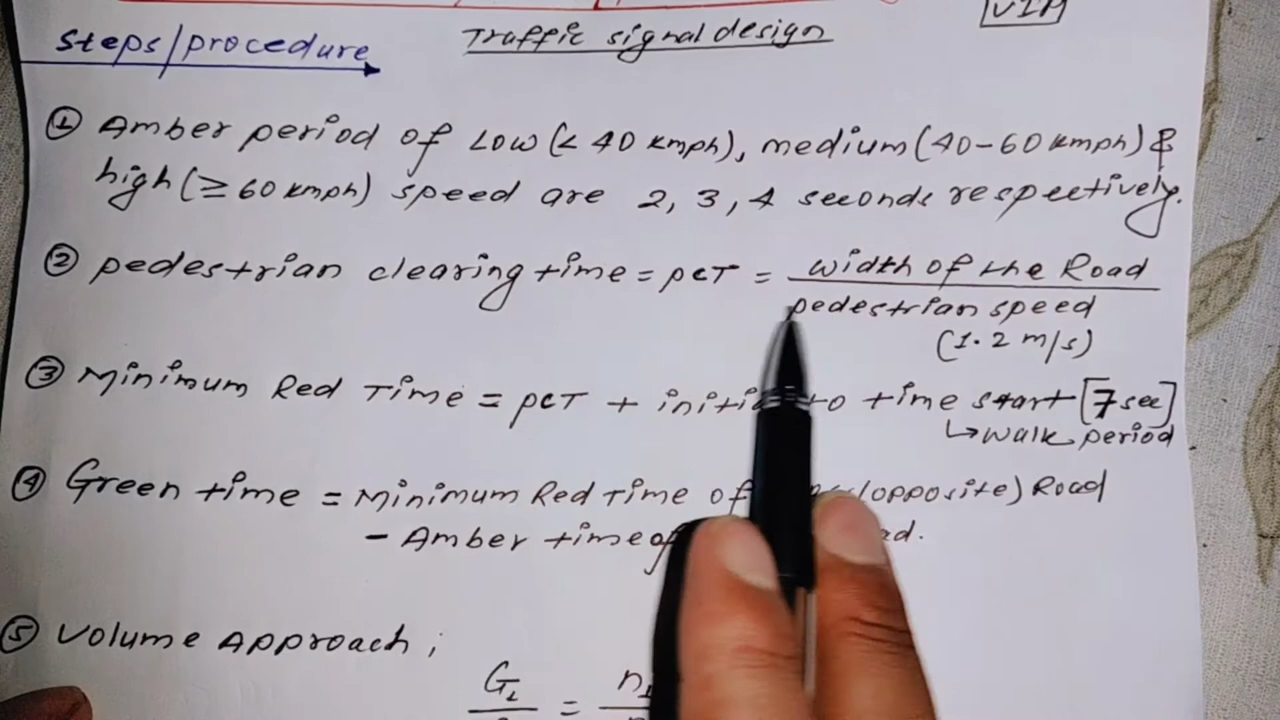 VIP
Steps/procedure
Traffic signal design
① Amber period of Low (< 40 kmph), medium (40-60 kmph) &
high (≥ 60 kmph) speed are 2, 3, 4 seconds respectively.
② pedestrian clearing time = PCT = width of the Road
pedestrian speed
(1.2 m/s)
③ Minimum Red Time = PCT + to time start [7 sec]
↳ walk period
④ Green time = Minimum Red Time of (opposite) Road
- Amber time of
⑤ Volume Approach;
=